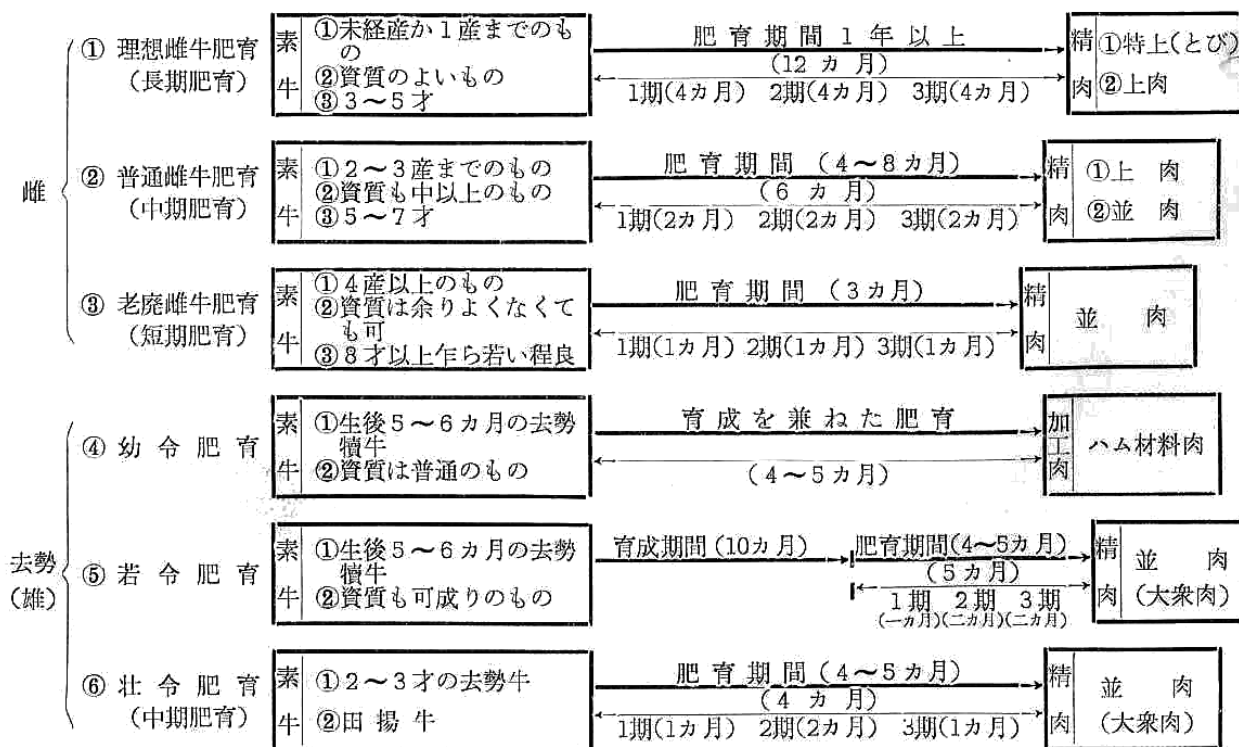 雌
① 理想雌牛肥育
(長期肥育)
素牛
①未経産か1産までのもの
②資質のよいもの
③3～5才
肥育期間1年以上
(12カ月)
1期(4カ月) 2期(4カ月) 3期(4カ月)
精肉
①特上(とび)
②上肉
② 普通雌牛肥育
(中期肥育)
素牛
①2～3産までのもの
②資質も中以上のもの
③5～7才
肥育期間(4～8カ月)
(6カ月)
1期(2カ月) 2期(2カ月) 3期(2カ月)
精肉
①上肉
②並肉
③ 老廃雌牛肥育
(短期肥育)
素牛
①4産以上のもの
②資質は余りよくなくて
も可
③8才以上乍ら若い程良
肥育期間(3カ月)
1期(1カ月) 2期(1カ月) 3期(1カ月)
精肉
並肉
去勢
(雄)
④ 幼令肥育
素牛
①生後5～6カ月の去勢
犢牛
②資質は普通のもの
育成を兼ねた肥育
(4～5カ月)
加工肉
ハム材料肉
⑤ 若令肥育
素牛
①生後5～6カ月の去勢
犢牛
②資質も可成りのもの
育成期間(10カ月)
肥育期間(4～5カ月)
(5カ月)
1期 2期 3期
(一カ月)(二カ月)(二カ月)
精肉
並肉
(大衆肉)
⑥ 壮令肥育
(中期肥育)
素牛
①2～3才の去勢牛
②田揚牛
肥育期間(4～5カ月)
(4カ月)
1期(1カ月) 2期(2カ月) 3期(1カ月)
精肉
並肉
(大衆肉)